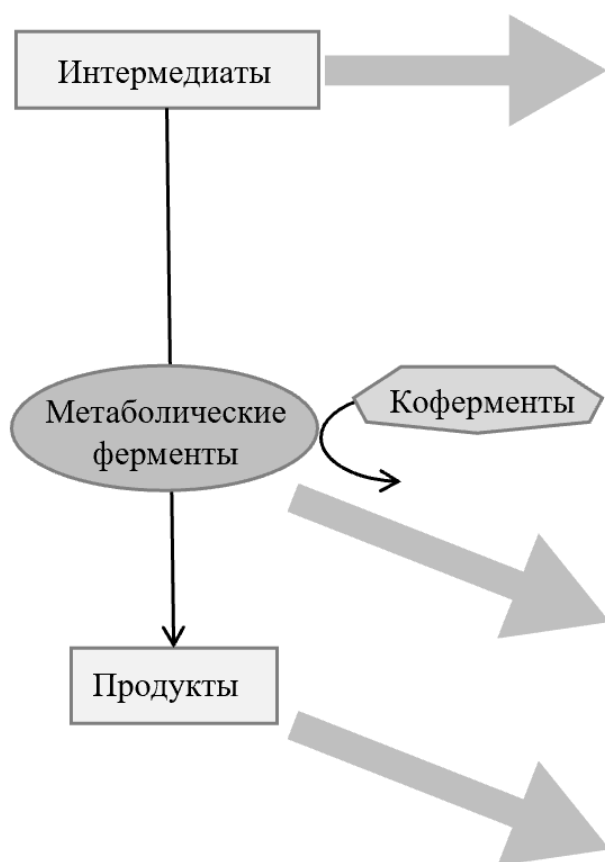 Интермедиаты
Метаболические
ферменты
Коферменты
Продукты